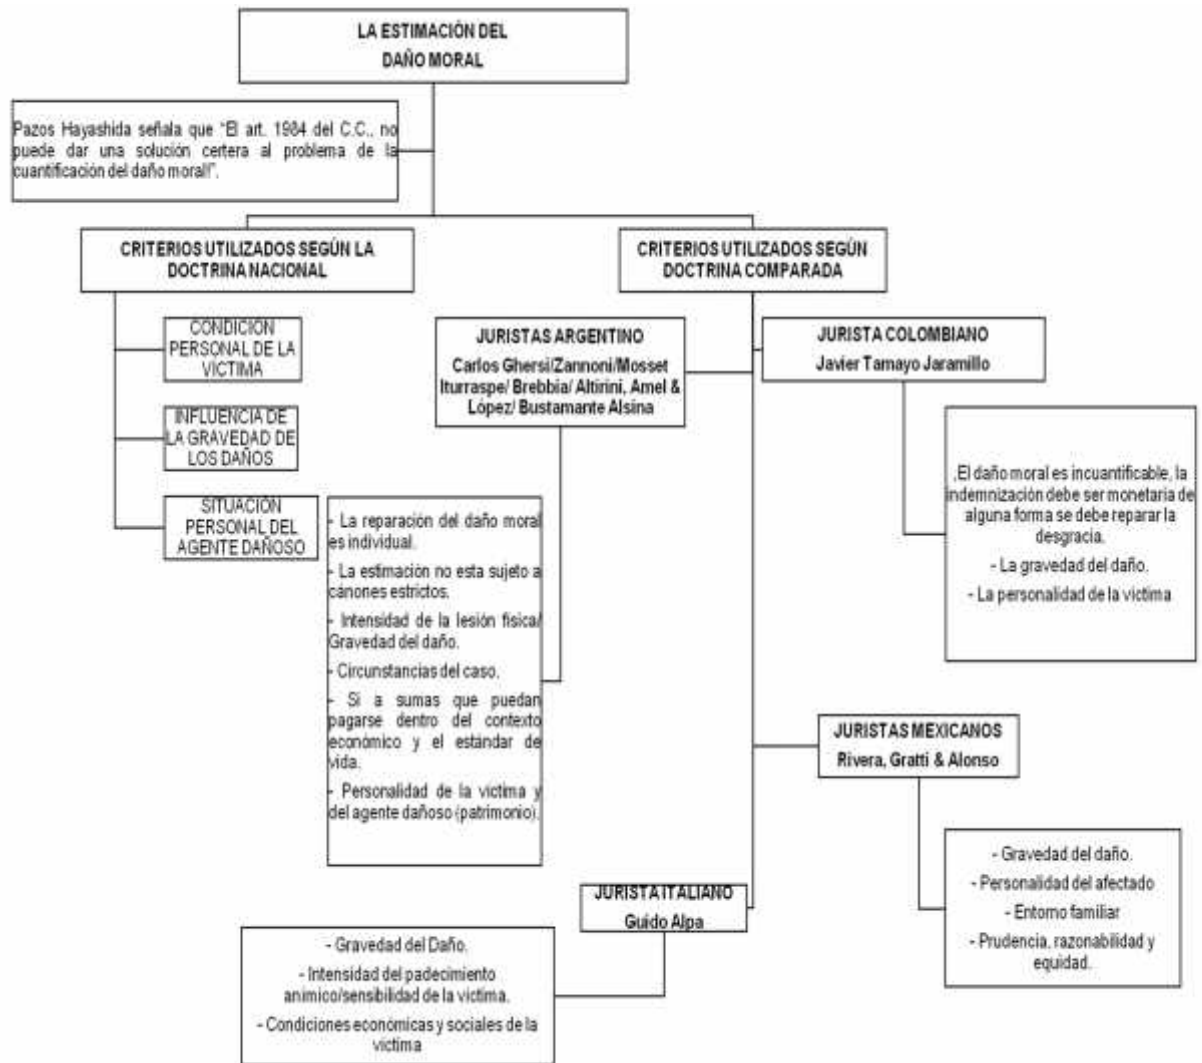 LA ESTIMACIÓN DEL
DAÑO MORAL
Pazos Hayashida señala que "El art. 1984 del C.C., no
puede dar una solución certera al problema de la
cuantificación del daño moral!".
CRITERIOS UTILIZADOS SEGÚN LA
DOCTRINA NACIONAL
CONDICION
PERSONAL DE LA
VICTIMA
INFLUENCIA DE
LA GRAVEDAD DE
LOS DAÑOS
SITUACIÓN
PERSONAL DEL
AGENTE DAÑOSO
CRITERIOS UTILIZADOS SEGÚN
DOCTRINA COMPARADA
JURISTAS ARGENTINO
Carlos Ghersi/Zannoni/Mosset
Iturraspe/ Brebbia/ Altirini, Amel &
López/ Bustamante Alsina
- La reparación del daño moral
es individual.
- La estimación no esta sujeto a
cánones estrictos.
- Intensidad de la lesión física/
Gravedad del daño.
- Circunstancias del caso.
- Si a sumas que puedan
pagarse dentro del contexto
económico y el estándar de
vida.
- Personalidad de la victima y
del agente dañoso (patrimonio).
JURISTA COLOMBIANO
Javier Tamayo Jaramillo
,El daño moral es incuantificable, la
indemnización debe ser monetaria de
alguna forma se debe reparar la
desgracia.
- La gravedad del daño.
- La personalidad de la victima
JURISTAS MEXICANOS
Rivera, Gratti & Alonso
- Gravedad del daño.
- Personalidad del afectado
- Entorno familiar
- Prudencia, razonabilidad y
equidad.
JURISTA ITALIANO
Guido Alpa
- Gravedad del Daño.
- Intensidad del padecimiento
anímico/sensibilidad de la victima.
- Condiciones económicas y sociales de la
victima